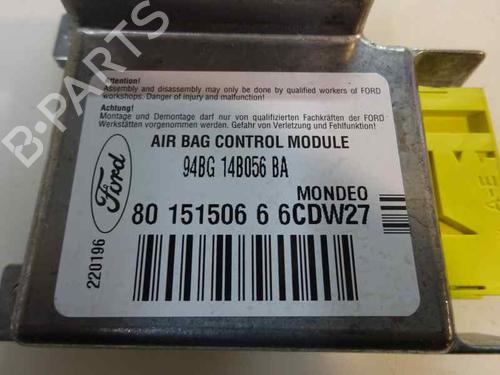 Attention!
Assembly and disassembly may only be done by qualified workers of FORD
workshops. Danger of injury and malfunction!
Achtung!
Montage und Demontage darf nur von qualifizierten Fachkräften der FORD
Werkstätten vorgenommen werden. Gefahr von Verletzung und Fehlfunktion!
AIR BAG CONTROL MODULE
94BG 14B056 BA
Ford
MONDEO
80 151506 6 6CDW27
220196
A-E
B-PARTS